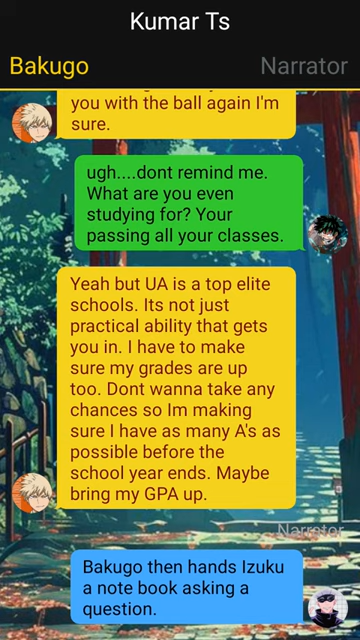 Kumar Ts
Bakugo
Narrator
you with the ball again I'm
sure.
ugh....dont remind me.
What are you even
studying for? Your
passing all your classes.
Yeah but UA is a top elite
schools. Its not just
practical ability that gets
you in. I have to make
sure my grades are up
too. Dont wanna take any
chances so Im making
sure I have as many A's as
possible before the
school year ends. Maybe
bring my GPA up.
Narrator
Bakugo then hands Izuku
a note book asking a
question.